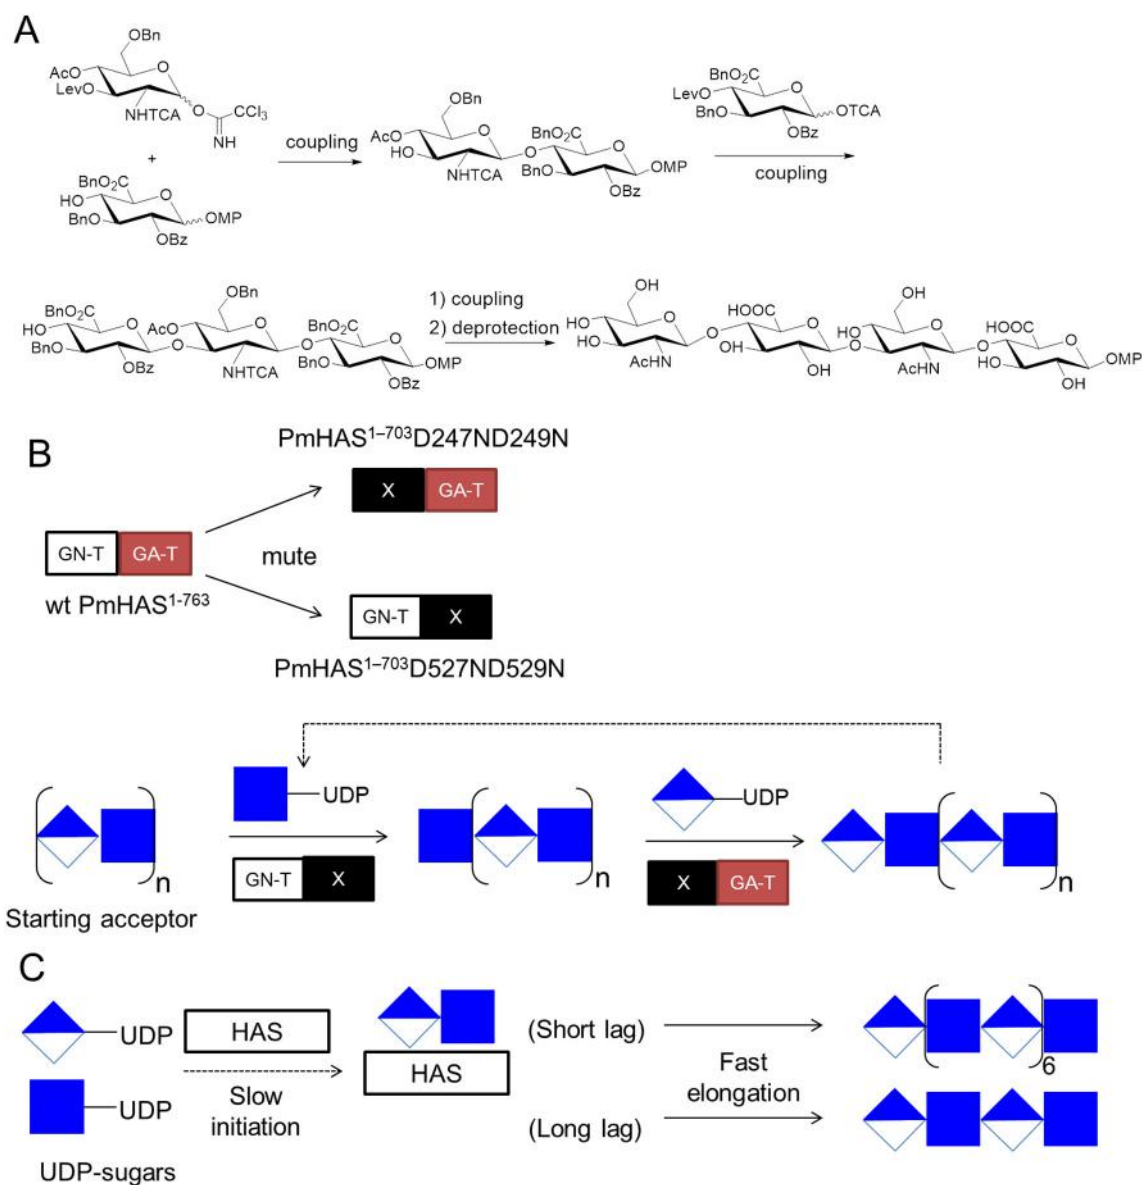 A
OBn
AcO
O
LevO
NHTCA
O
CCl3
NH
+
BnO2C
HO
O
BnO
OMP
OBz
coupling
OBn
AcO
O
HO
NHTCA
O
BnO2C
O
BnO
OMP
OBz
BnO2C
LevO
O
BnO
OTCA
OBz
coupling
BnO2C
HO
O
BnO
OBz
O
OBn
AcO
O
NHTCA
O
BnO2C
O
BnO
OMP
OBz
1) coupling
2) deprotection
OH
HO
O
HO
AcHN
O
HOOC
O
HO
OH
O
HO
OH
O
AcHN
O
HOOC
O
HO
OMP
OH
B
PmHAS1–703D247ND249N
X GA-T
GN-T GA-T
mute
wt PmHAS1-763
GN-T X
PmHAS1–703D527ND529N
UDP
UDP
n
n
n
GN-T X
X GA-T
Starting acceptor
C
UDP
HAS
(Short lag)
HAS
6
Slow
initiation
Fast
elongation
UDP
(Long lag)
UDP-sugars